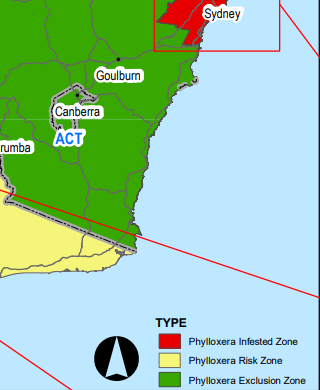 Sydney
Goulburn
Canberra
ACT
rumba
TYPE
Phylloxera Infested Zone
Phylloxera Risk Zone
Phylloxera Exclusion Zone